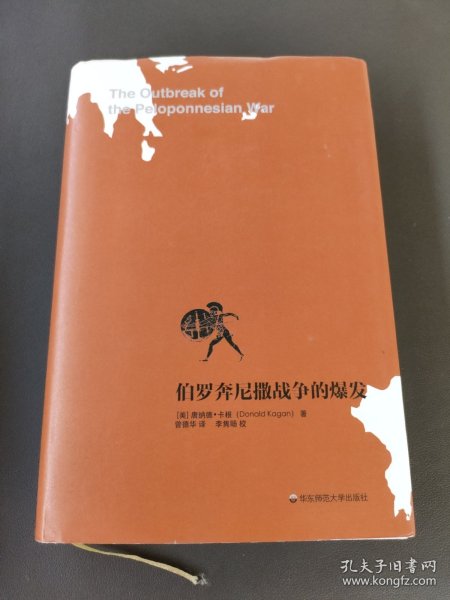 The Outbreak of
the Peloponnesian War
伯罗奔尼撒战争的爆发
[美] 唐纳德·卡根 (Donald Kagan) 著
曾德华 译 李隽旸 校
华东师范大学出版社
孔夫子旧书网
www.kongfz.com